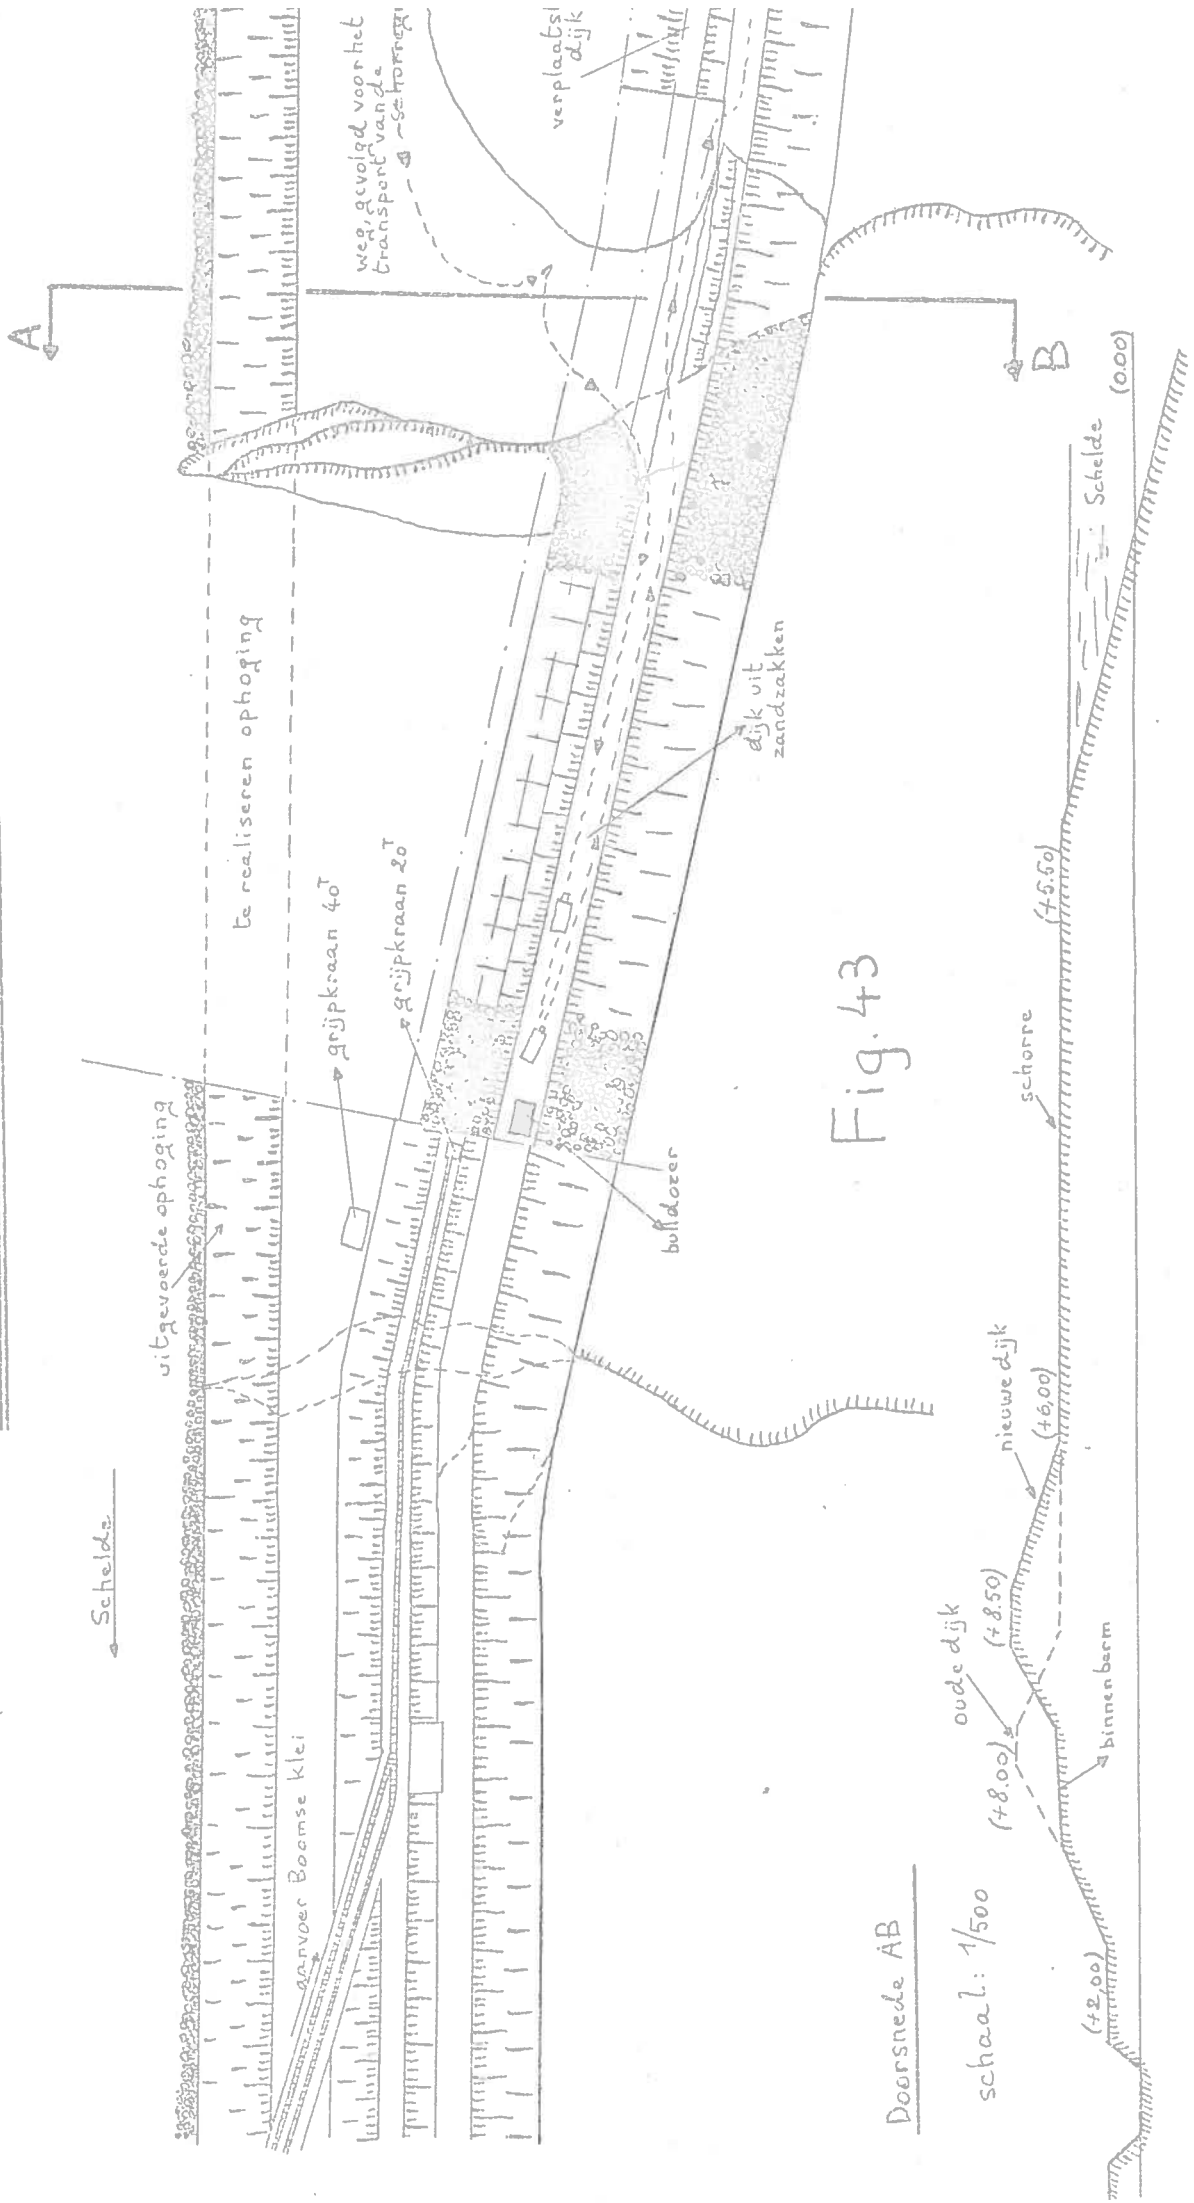 Schelde
uitgevoerde ophoging
te realiseren ophoging
weg, gevolgd voor het
transport van de
schorren
verplaats
dijk
aanvoer Boomse klei
grijpkraan 40T
grijpkraan 20T
bulldozer
dijk uit
zandzakken
A
B
Fig. 43
Doorsnede AB
schaal: 1/500
(+2,00)
(+8.00)
oude dijk
(+8.50)
binnenberm
nieuwe dijk
(+6,00)
schorre
(+5.50)
Schelde
(0.00)